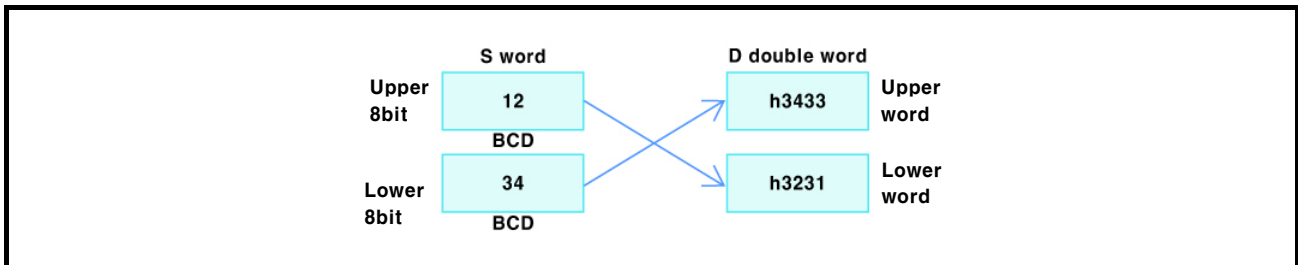 S word
D double word
Upper
8bit
12
h3433
Upper
word
BCD
Lower
8bit
34
h3231
Lower
word
BCD